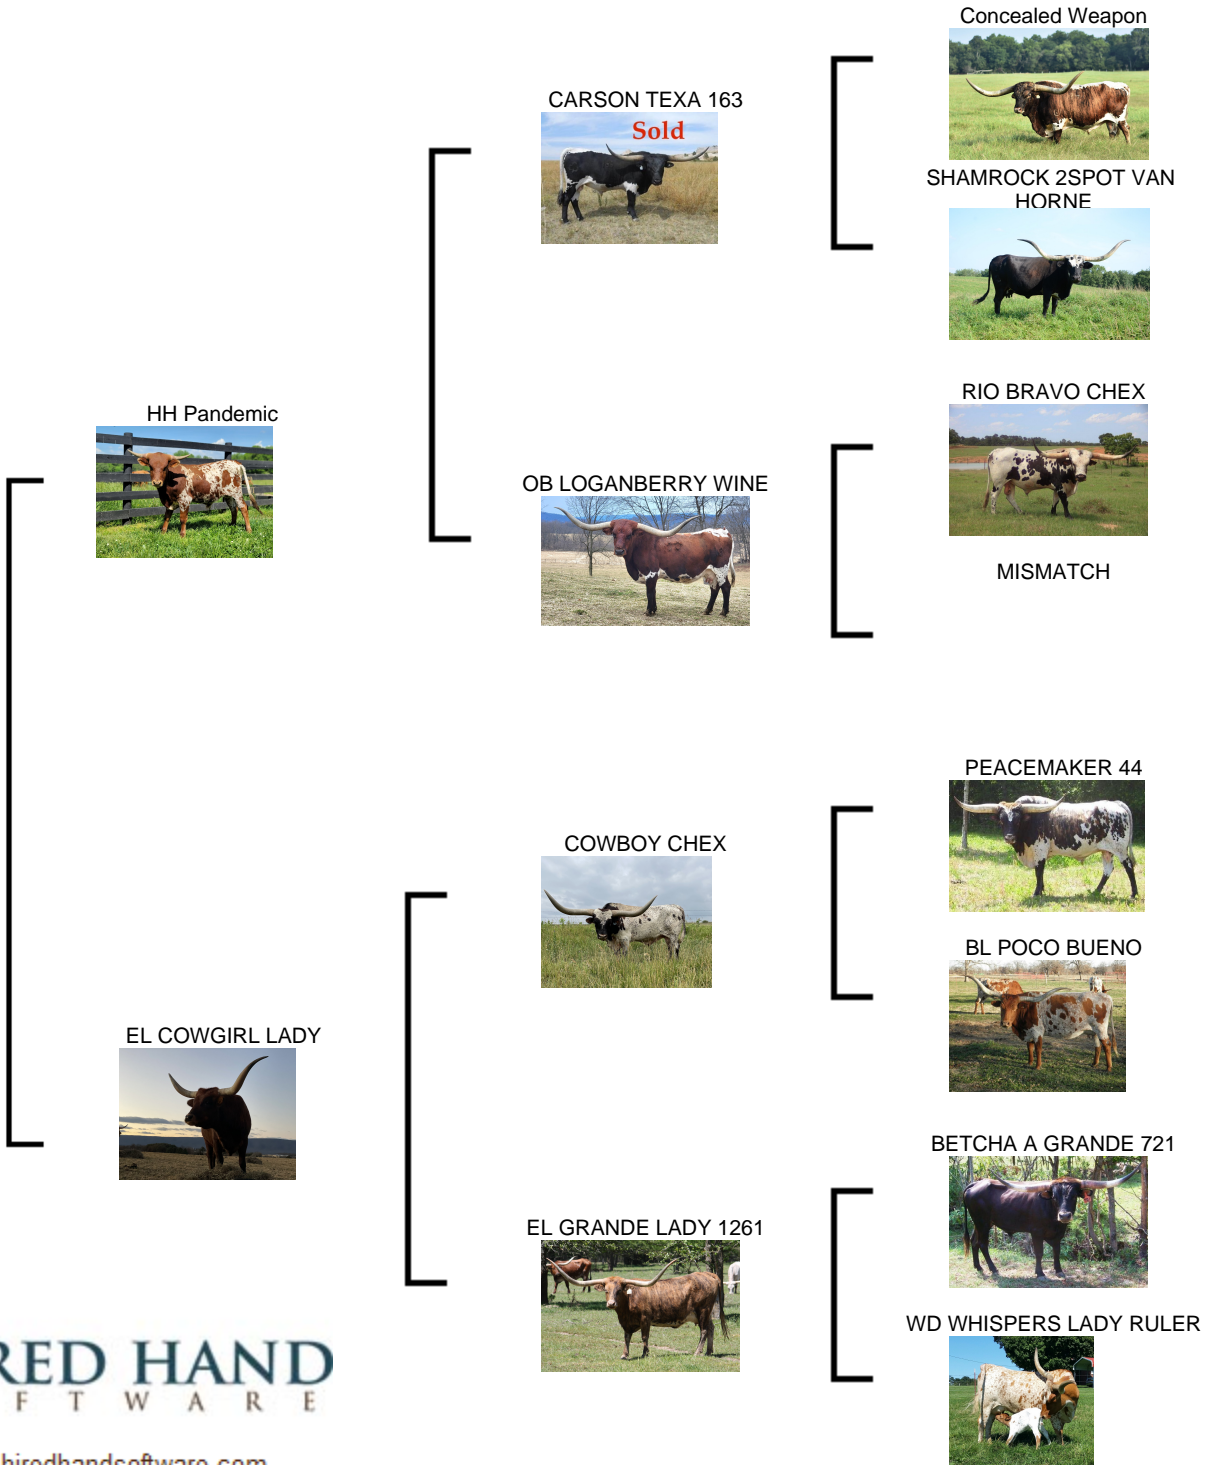 Concealed Weapon
CARSON TEXA 163
Sold
SHAMROCK 2SPOT VAN
HORNE
HH Pandemic
RIO BRAVO CHEX
OB LOGANBERRY WINE
MISMATCH
PEACEMAKER 44
COWBOY CHEX
BL POCO BUENO
EL COWGIRL LADY
BETCHA A GRANDE 721
EL GRANDE LADY 1261
WD WHISPERS LADY RULER
RED HAND
F T W A R E
hiredhandsoftware.com